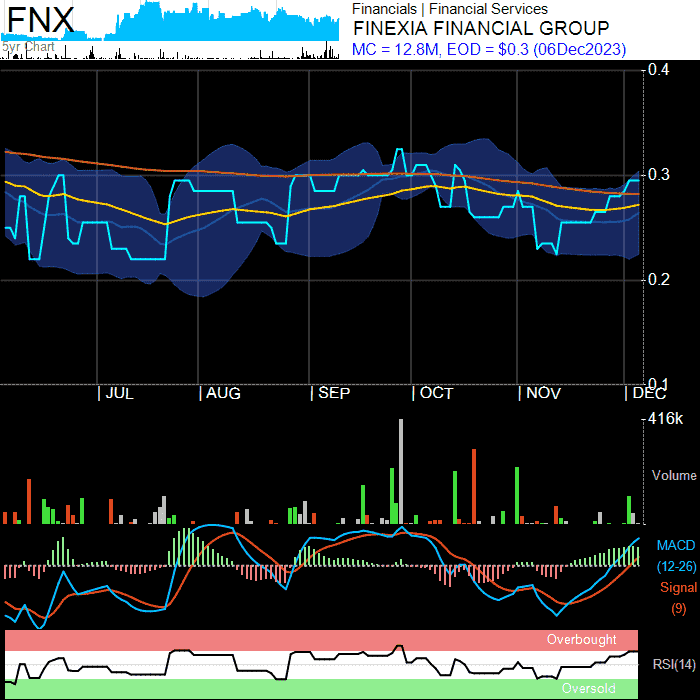 FNX
5yr Chart
Financials | Financial Services
FINEXIA FINANCIAL GROUP
MC = 12.8M, EOD = $0.3 (06Dec2023)
0.4
0.3
0.2
0.1
JUL
AUG
SEP
OCT
NOV
DEC
416k
Volume
MACD
(12-26)
Signal
(9)
Overbought
RSI(14)
Oversold